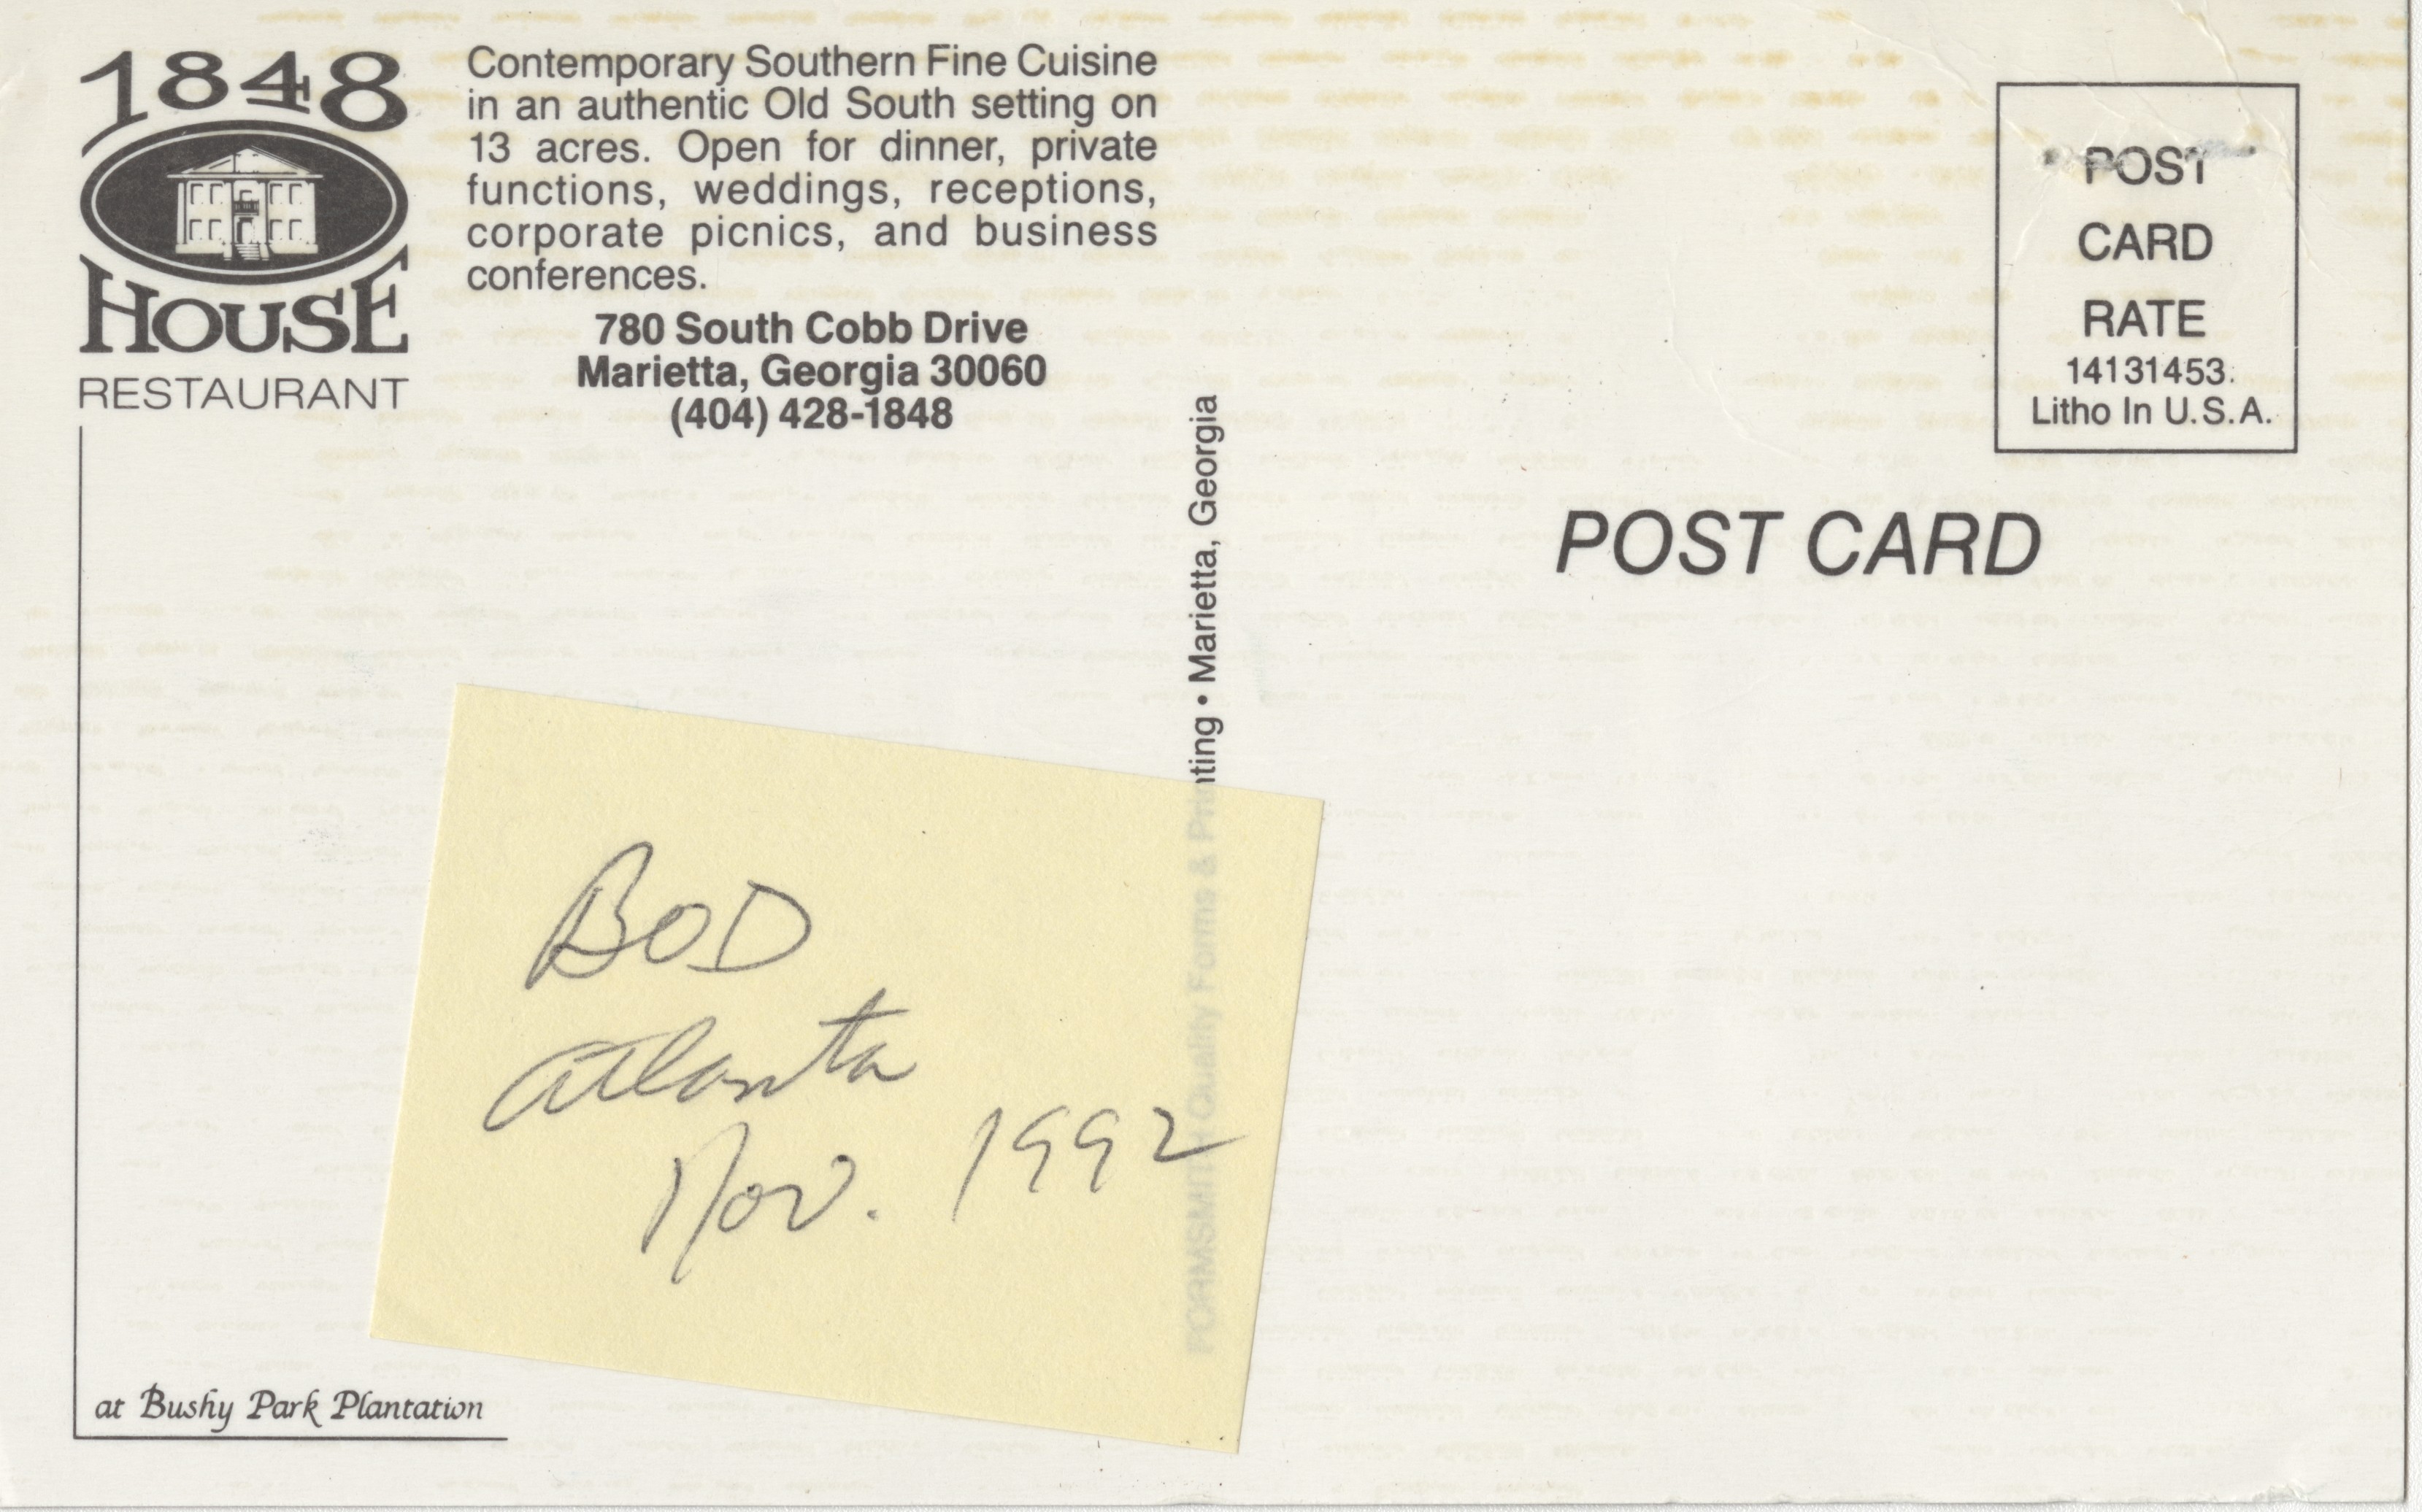 1848
HOUSE
RESTAURANT
Contemporary Southern Fine Cuisine
in an authentic Old South setting on
13 acres. Open for dinner, private
functions, weddings, receptions,
corporate picnics, and business
conferences.
780 South Cobb Drive
Marietta, Georgia 30060
(404) 428-1848
POST
CARD
RATE
14131453.
Litho In U.S.A.
POST CARD
FORMSMITH Quality Forms & Printing • Marietta, Georgia
BOD
Atlanta
Nov. 1992
at Bushy Park Plantation